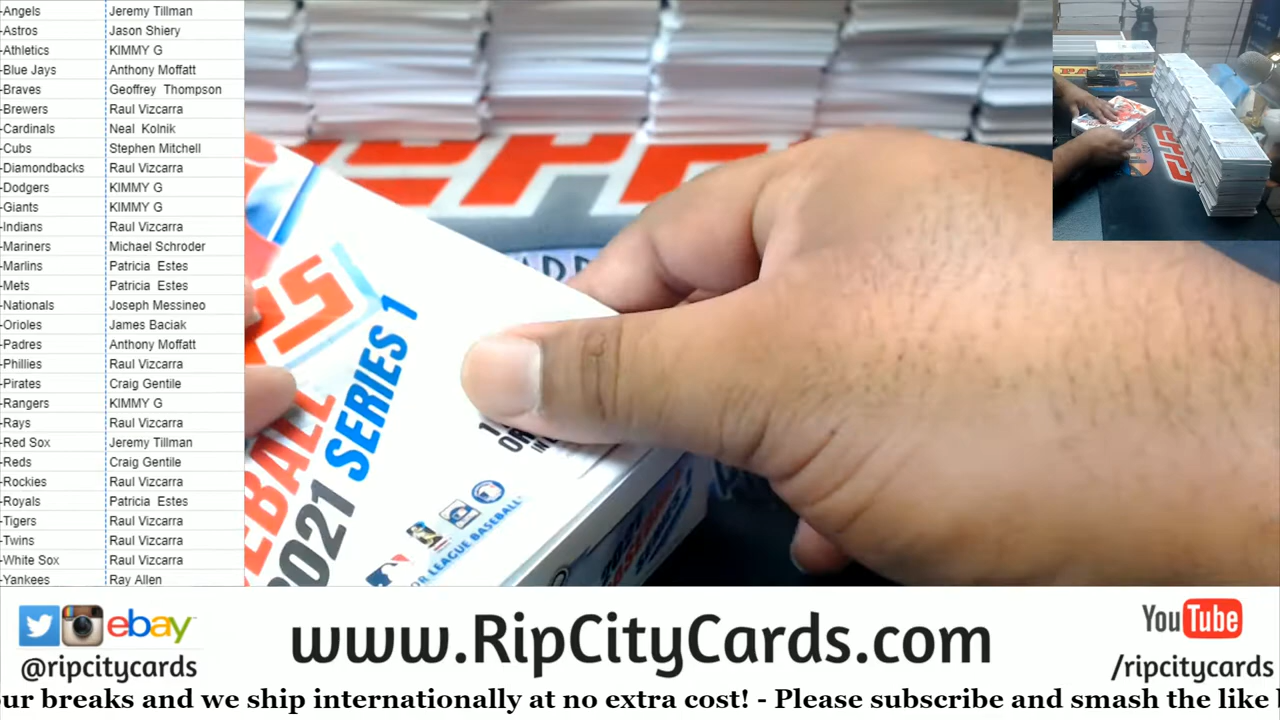 -Angels Jeremy Tillman
-Astros Jason Shiery
-Athletics KIMMY G
-Blue Jays Anthony Moffatt
-Braves Geoffrey Thompson
-Brewers Raul Vizcarra
-Cardinals Neal Kolnik
-Cubs Stephen Mitchell
-Diamondbacks Raul Vizcarra
-Dodgers KIMMY G
-Giants KIMMY G
-Indians Raul Vizcarra
-Mariners Michael Schroder
-Marlins Patricia Estes
-Mets Patricia Estes
-Nationals Joseph Messineo
-Orioles James Baciak
-Padres Anthony Moffatt
-Phillies Raul Vizcarra
-Pirates Craig Gentile
-Rangers KIMMY G
-Rays Raul Vizcarra
-Red Sox Jeremy Tillman
-Reds Craig Gentile
-Rockies Raul Vizcarra
-Royals Patricia Estes
-Tigers Raul Vizcarra
-Twins Raul Vizcarra
-White Sox Raul Vizcarra
-Yankees Ray Allen
EBALL
2021 SERIES 1
OR LEAGUE BASEBALL
ebay
@ripcitycards
www.RipCityCards.com
YouTube
/ripcitycards
our breaks and we ship internationally at no extra cost! - Please subscribe and smash the like